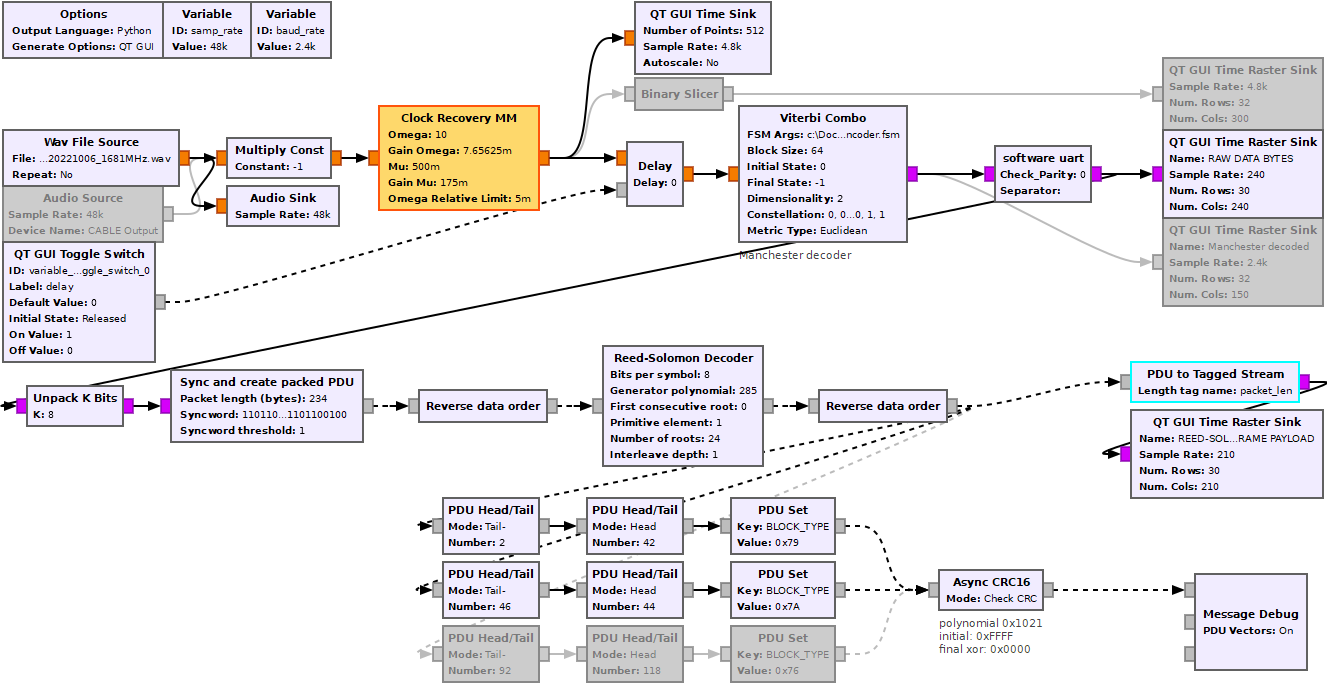 Options
Output Language: Python
Generate Options: QT GUI
Variable
ID: samp_rate
Value: 48k
Variable
ID: baud_rate
Value: 2.4k
QT GUI Time Sink
Number of Points: 512
Sample Rate: 4.8k
Autoscale: No
Binary Slicer
QT GUI Time Raster Sink
Sample Rate: 4.8k
Num. Rows: 32
Num. Cols: 300
Wav File Source
File: ...20221006_1681MHz.wav
Repeat: No
Multiply Const
Constant: -1
Clock Recovery MM
Omega: 10
Gain Omega: 7.65625m
Mu: 500m
Gain Mu: 175m
Omega Relative Limit: 5m
Delay
Delay: 0
Viterbi Combo
FSM Args: c:\Doc...ncoder.fsm
Block Size: 64
Initial State: 0
Final State: -1
Dimensionality: 2
Constellation: 0, 0...0, 1, 1
Metric Type: Euclidean
Manchester decoder
software uart
Check_Parity: 0
Separator:
QT GUI Time Raster Sink
Name: RAW DATA BYTES
Sample Rate: 240
Num. Rows: 30
Num. Cols: 240
Audio Source
Sample Rate: 48k
Device Name: CABLE Output
Audio Sink
Sample Rate: 48k
QT GUI Time Raster Sink
Name: Manchester decoded
Sample Rate: 2.4k
Num. Rows: 32
Num. Cols: 150
QT GUI Toggle Switch
ID: variable_...ggle_switch_0
Label: delay
Default Value: 0
Initial State: Released
On Value: 1
Off Value: 0
Unpack K Bits
K: 8
Sync and create packed PDU
Packet length (bytes): 234
Syncword: 110110...1101100100
Syncword threshold: 1
Reverse data order
Reed-Solomon Decoder
Bits per symbol: 8
Generator polynomial: 285
First consecutive root: 0
Primitive element: 1
Number of roots: 24
Interleave depth: 1
Reverse data order
PDU to Tagged Stream
Length tag name: packet_len
QT GUI Time Raster Sink
Name: REED-SOL...RAME PAYLOAD
Sample Rate: 210
Num. Rows: 30
Num. Cols: 210
PDU Head/Tail
Mode: Tail-
Number: 2
PDU Head/Tail
Mode: Head
Number: 42
PDU Set
Key: BLOCK_TYPE
Value: 0x79
PDU Head/Tail
Mode: Tail-
Number: 46
PDU Head/Tail
Mode: Head
Number: 44
PDU Set
Key: BLOCK_TYPE
Value: 0x7A
PDU Head/Tail
Mode: Tail-
Number: 92
PDU Head/Tail
Mode: Head
Number: 118
PDU Set
Key: BLOCK_TYPE
Value: 0x76
Async CRC16
Mode: Check CRC
polynomial 0x1021
initial: 0xFFFF
final xor: 0x0000
Message Debug
PDU Vectors: On